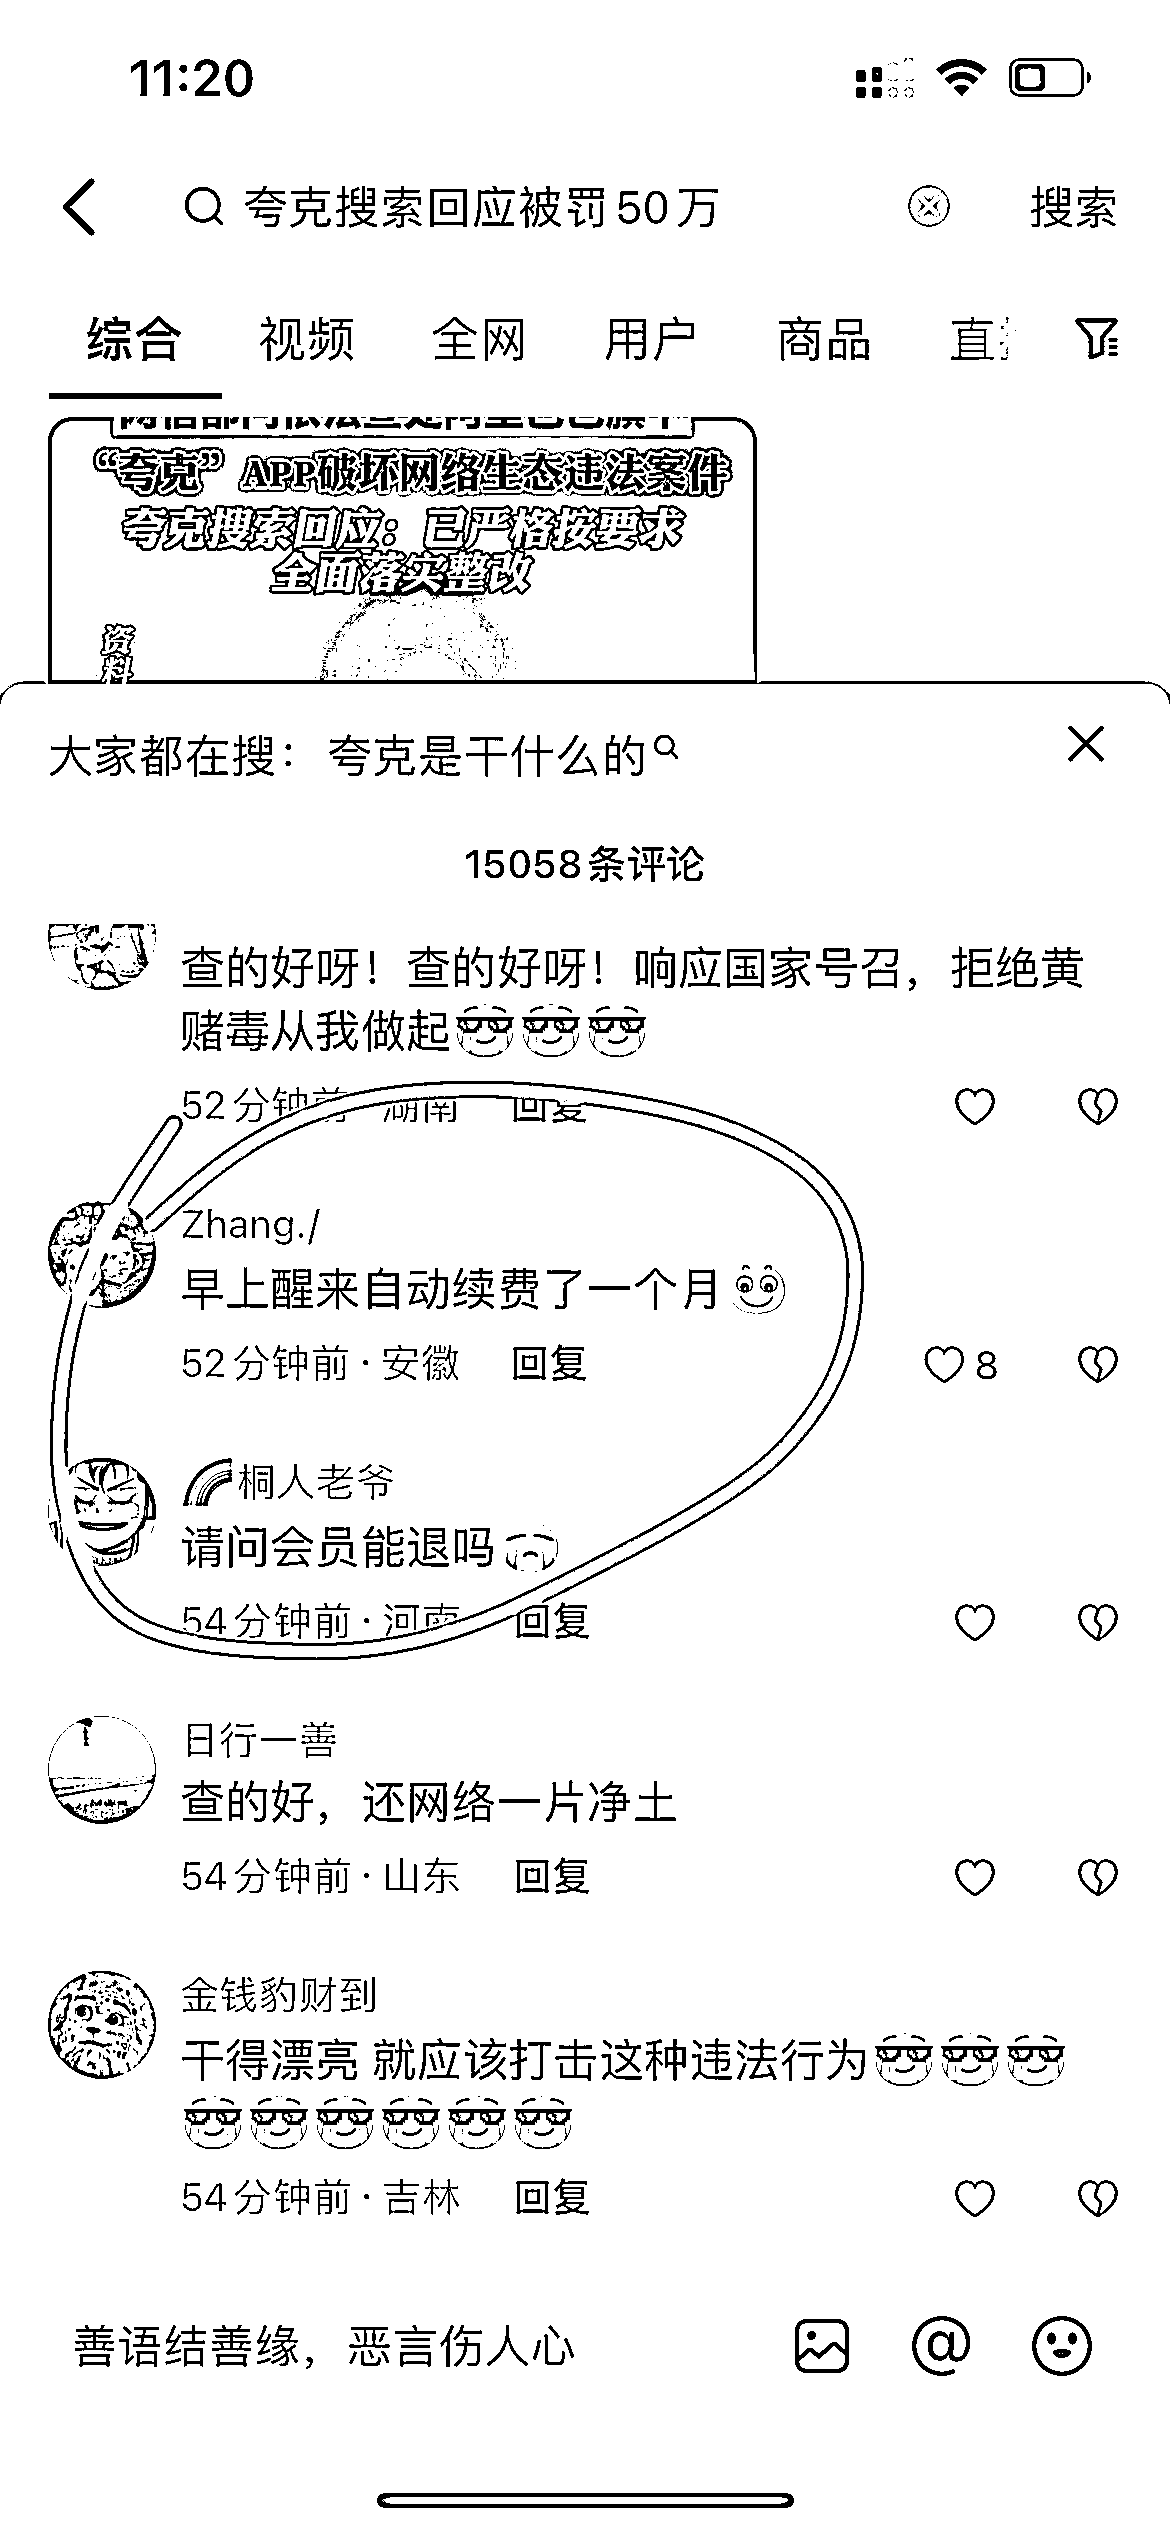 11:20
夸克搜索回应被罚50万
搜索
综合 视频 全网 用户 商品 直
“夸克” APP破坏网络生态违法案件
夸克搜索回应：已严格按要求
全面落实整改
资料
大家都在搜： 夸克是干什么的
15058条评论
查的好呀！查的好呀！响应国家号召，拒绝黄
赌毒从我做起
52分钟前 · 湖南 回复
Zhang./
早上醒来自动续费了一个月
52分钟前 · 安徽 回复 8
桐人老爷
请问会员能退吗
54分钟前 · 河南 回复
日行一善
查的好，还网络一片净土
54分钟前 · 山东 回复
金钱豹财到
干得漂亮 就应该打击这种违法行为
54分钟前 · 吉林 回复
善语结善缘，恶言伤人心